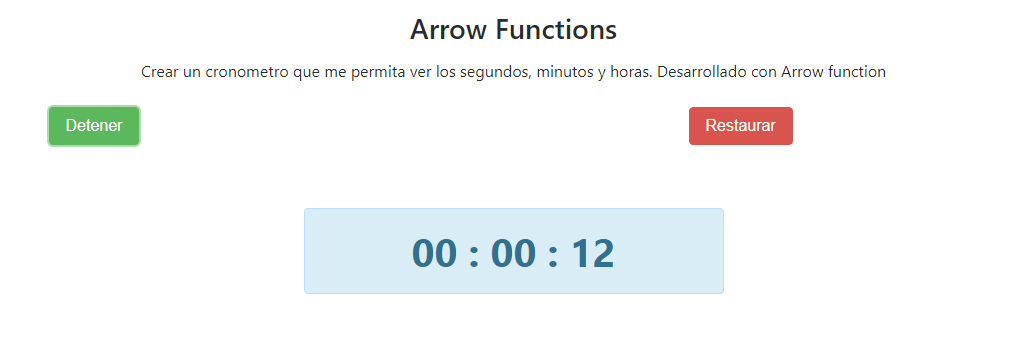 Arrow Functions
Crear un cronometro que me permita ver los segundos, minutos y horas. Desarrollado con Arrow function
Detener
Restaurar
00 : 00 : 12